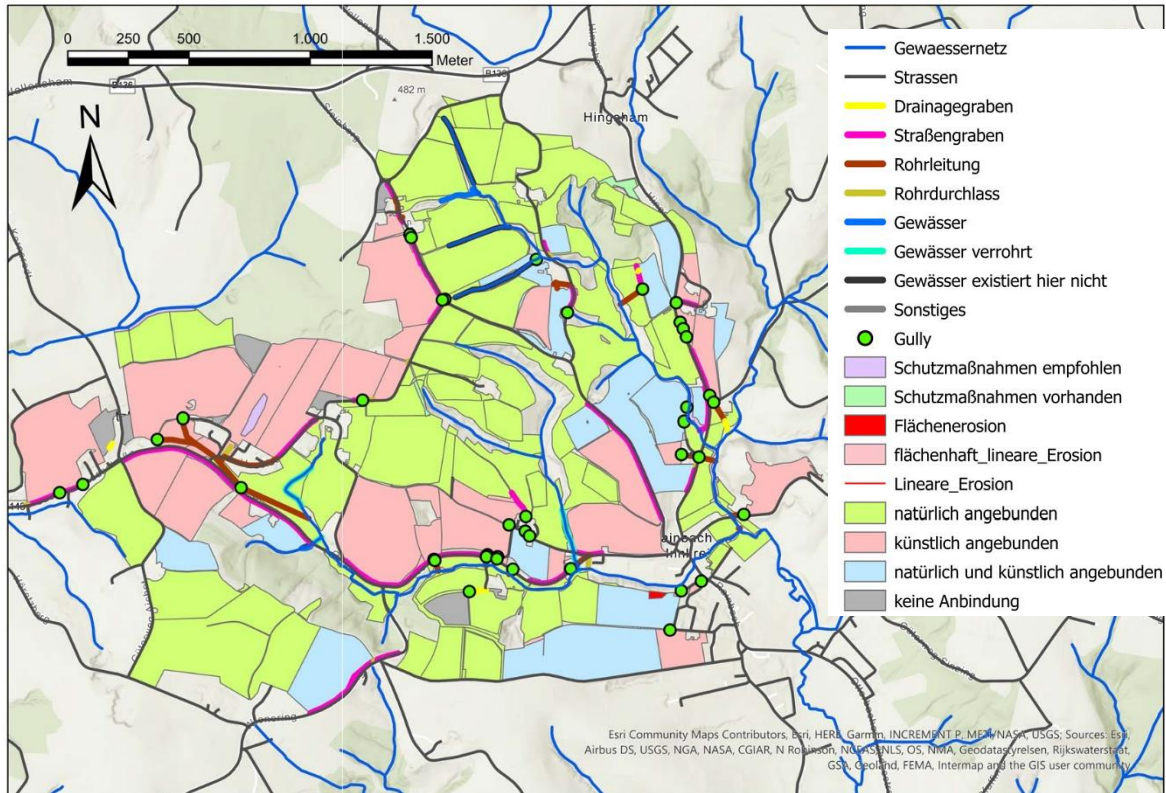 0 250 500 1.000 1.500
Meter
N
B136
482 m
Hingsham
Steinberg
Gewaessernetz
Strassen
Drainagegraben
Straßengraben
Rohrleitung
Rohrdurchlass
Gewässer
Gewässer verrohrt
Gewässer existiert hier nicht
Sonstiges
Gully
Schutzmaßnahmen empfohlen
Schutzmaßnahmen vorhanden
Flächenerosion
flächenhaft_lineare_Erosion
Lineare_Erosion
natürlich angebunden
künstlich angebunden
natürlich und künstlich angebunden
keine Anbindung
ainbach
Esri Community Maps Contributors, Esri, HERE, Garmin, INCREMENT P, METI/NASA, USGS; Sources: Esri,
Airbus DS, USGS, NGA, NASA, CGIAR, N Robinson, NCEAS, NLS, OS, NMA, Geodatastyrelsen, Rijkswaterstaat,
GSA, Geoland, FEMA, Intermap and the GIS user community